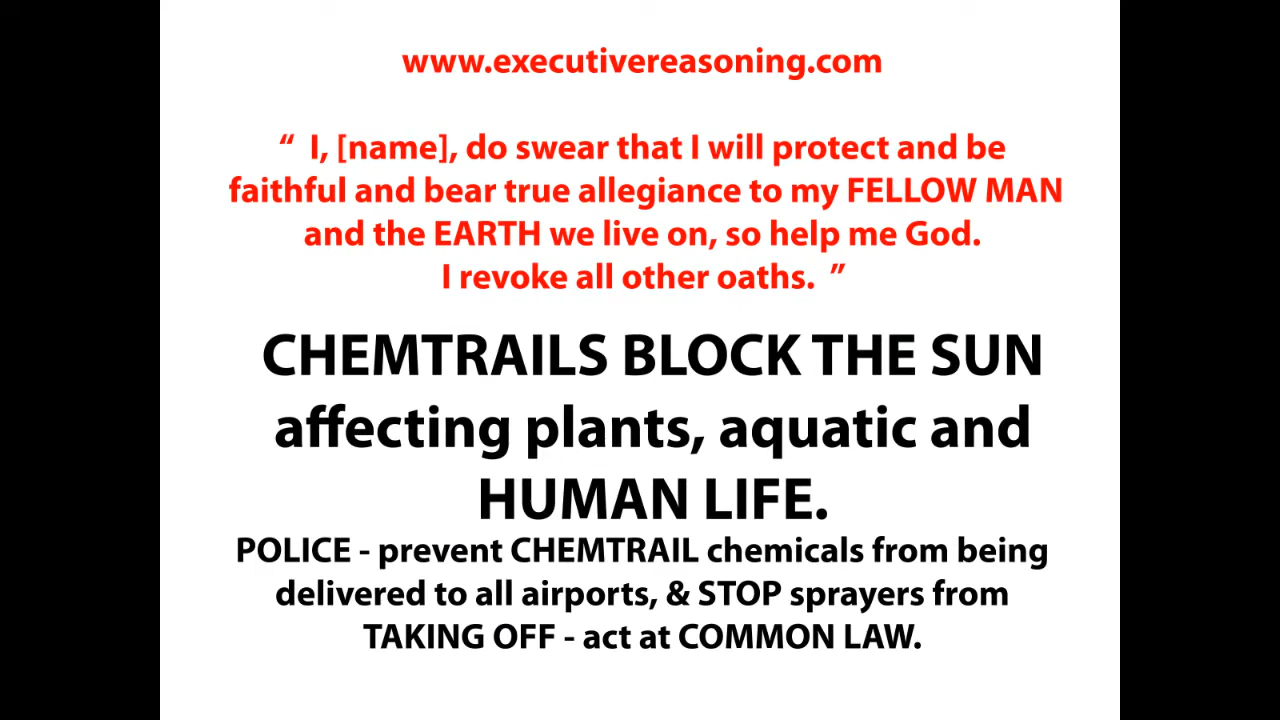 www.executivereasoning.com
“ I, [name], do swear that I will protect and be
faithful and bear true allegiance to my FELLOW MAN
and the EARTH we live on, so help me God.
I revoke all other oaths. ”
CHEMTRAILS BLOCK THE SUN
affecting plants, aquatic and
HUMAN LIFE.
POLICE - prevent CHEMTRAIL chemicals from being
delivered to all airports, & STOP sprayers from
TAKING OFF - act at COMMON LAW.